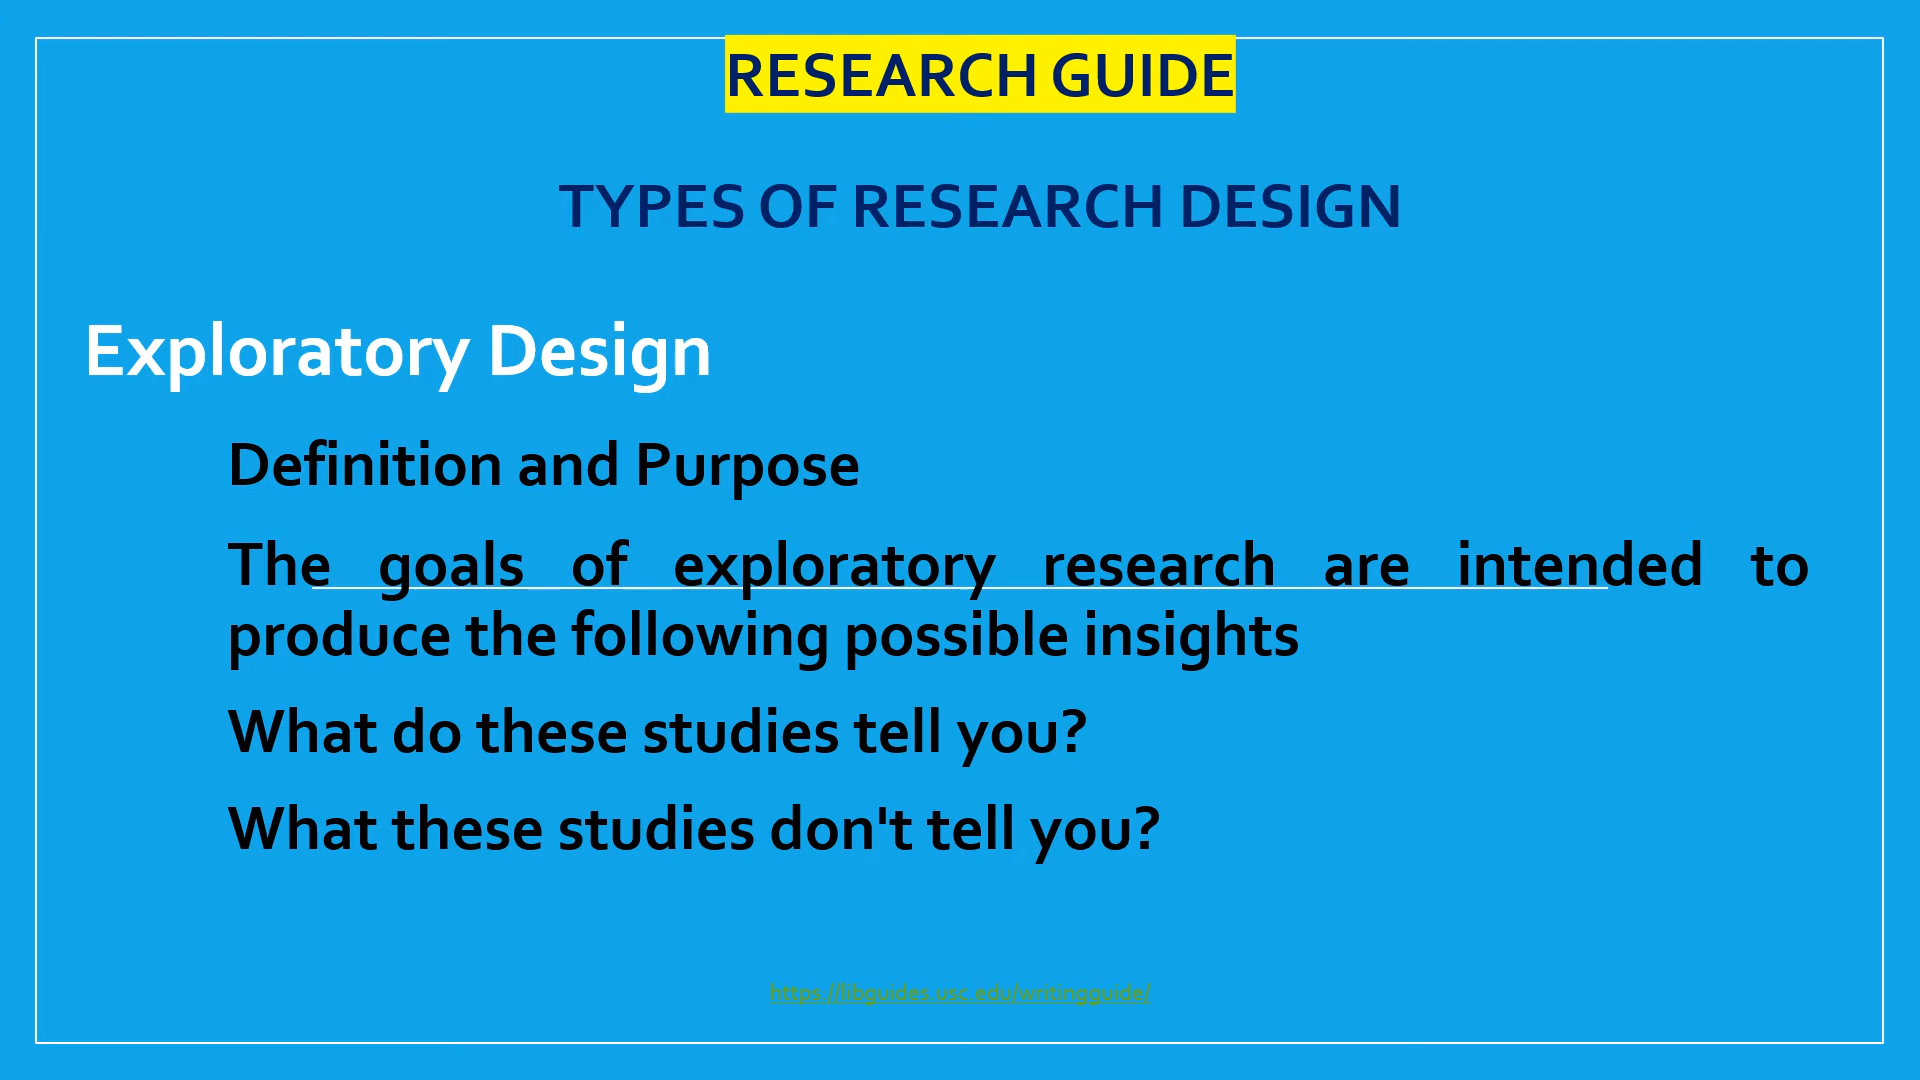 RESEARCH GUIDE
TYPES OF RESEARCH DESIGN
Exploratory Design
Definition and Purpose
The goals of exploratory research are intended to
produce the following possible insights
What do these studies tell you?
What these studies don't tell you?
https://libguides.usc.edu/writingguide/